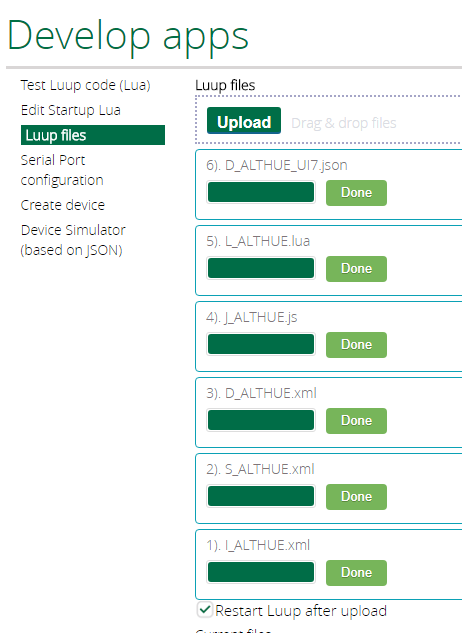 Develop apps
Test Luup code (Lua)
Edit Startup Lua
Luup files
Serial Port
configuration
Create device
Device Simulator
(based on JSON)
Luup files
Upload Drag & drop files
6). D_ALTHUE_UI7.json
Done
5). L_ALTHUE.lua
Done
4). J_ALTHUE.js
Done
3). D_ALTHUE.xml
Done
2). S_ALTHUE.xml
Done
1). I_ALTHUE.xml
Done
Restart Luup after upload
Current files